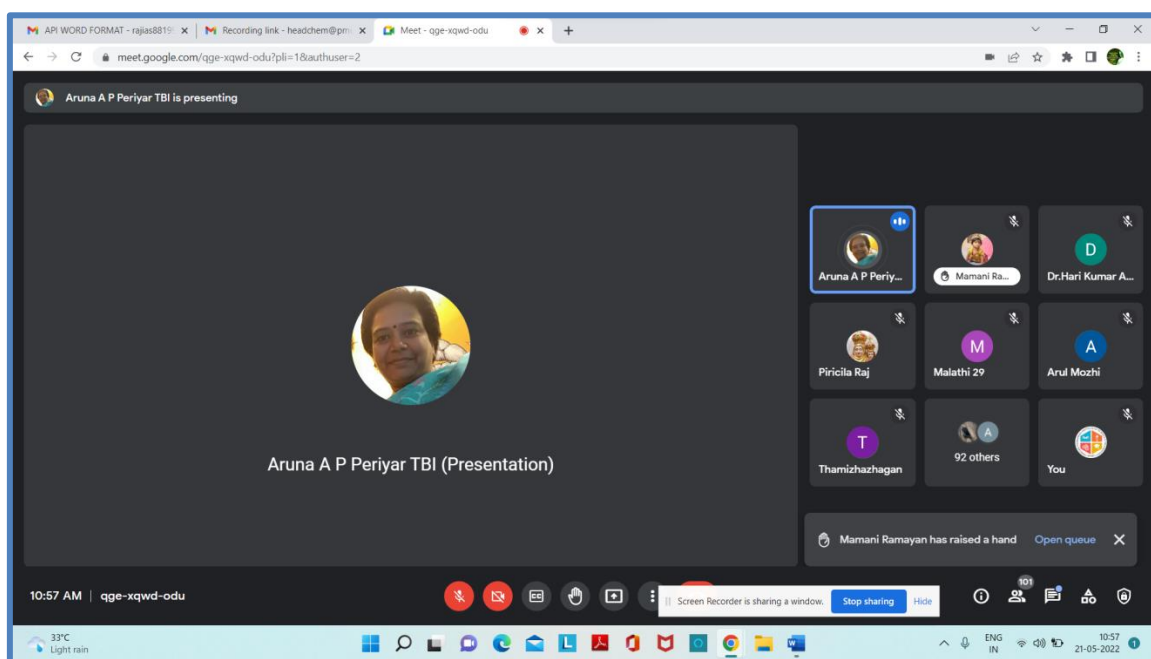 API WORD FORMAT - rajias8819
Recording link - headchem@pm
Meet - qge-xqwd-odu
meet.google.com/qge-xqwd-odu?pli=1&authuser=2
Aruna A P Periyar TBI is presenting
Aruna A P Periyar TBI (Presentation)
Aruna A P Periy...
Mamani Ra...
D
Dr.Hari Kumar A...
Piricila Raj
M
Malathi 29
A
Arul Mozhi
T
Thamizhazhagan
A
92 others
You
Mamani Ramayan has raised a hand Open queue
10:57 AM | qge-xqwd-odu
CC
Screen Recorder is sharing a window. Stop sharing Hide
101
33°C
Light rain
L
ENG
IN
10:57
21-05-2022
1